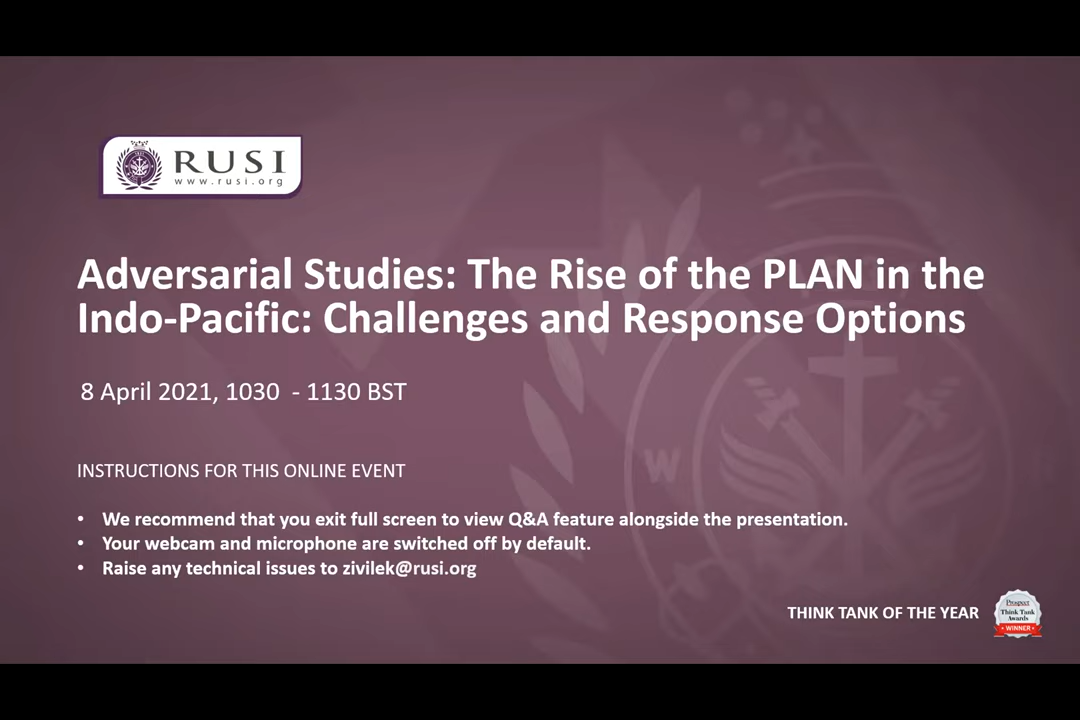 RUSI
www.rusi.org
Adversarial Studies: The Rise of the PLAN in the
Indo-Pacific: Challenges and Response Options
8 April 2021, 1030 - 1130 BST
INSTRUCTIONS FOR THIS ONLINE EVENT
• We recommend that you exit full screen to view Q&A feature alongside the presentation.
• Your webcam and microphone are switched off by default.
• Raise any technical issues to zivilek@rusi.org
W
THINK TANK OF THE YEAR
Prospect
Think Tank
Awards
WINNER